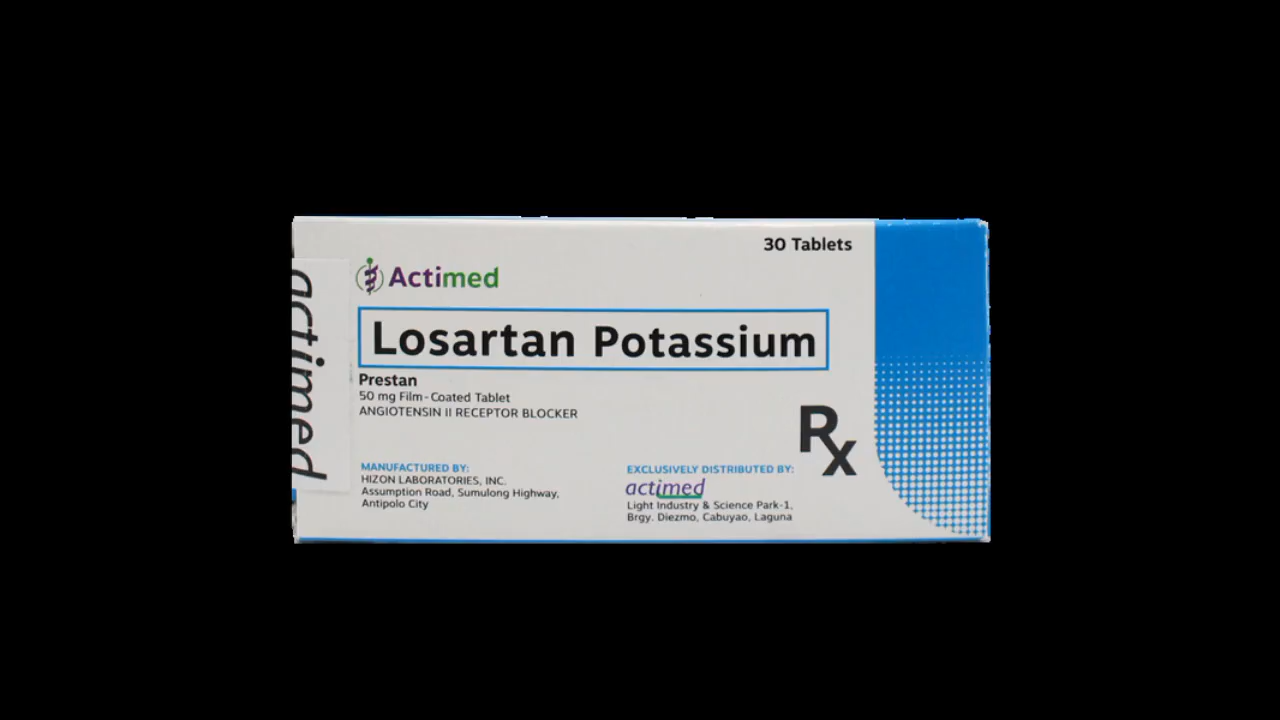 30 Tablets
Actimed
Losartan Potassium
Prestan
50 mg Film-Coated Tablet
ANGIOTENSIN II RECEPTOR BLOCKER
Rx
MANUFACTURED BY:
HIZON LABORATORIES, INC.
Assumption Road, Sumulong Highway,
Antipolo City
EXCLUSIVELY DISTRIBUTED BY:
actimed
Light Industry & Science Park-1,
Brgy. Diezmo, Cabuyao, Laguna
actimed